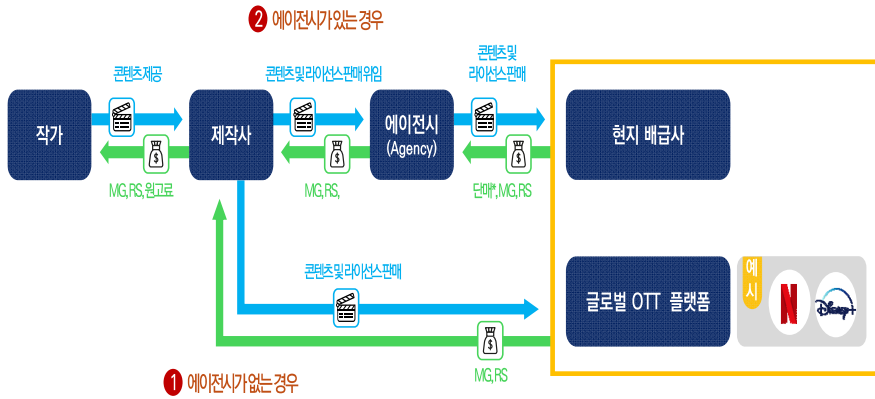 2 에이전시가 있는 경우
콘텐츠 제공
콘텐츠 및 라이선스 판매 위임
콘텐츠 및
라이선스 판매
작가
제작사
에이전시
(Agency)
현지 배급사
$
$
$
MG, RS, 원고료
MG, RS,
단매*, MG, RS
콘텐츠 및 라이선스 판매
글로벌 OTT 플랫폼
예
시
N
Disney+
$
MG, RS
1 에이전시가 없는 경우